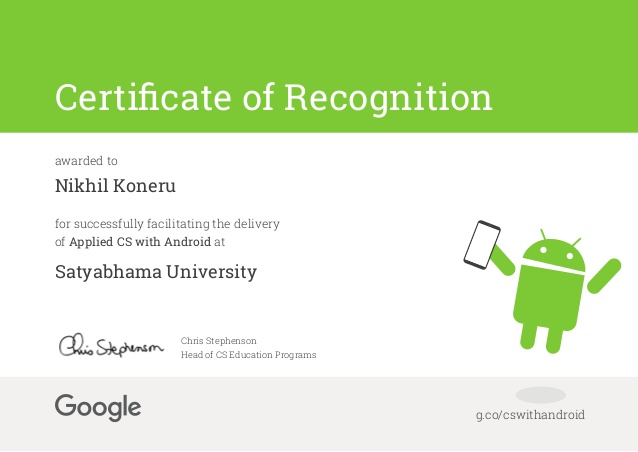 Certificate of Recognition
awarded to
Nikhil Koneru
for successfully facilitating the delivery
of Applied CS with Android at
Satyabhama University
Chris Stephenson
Chris Stephenson
Head of CS Education Programs
Google
g.co/cswithandroid